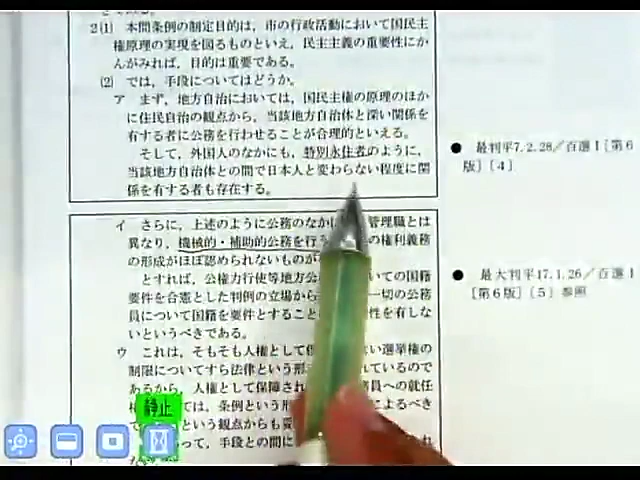 2⑴ 本問条例の制定目的は，市の行政活動において国民主
権原理の実現を図るものといえ，民主主義の重要性にか
んがみれば，目的は重要である。
⑵ では，手段についてはどうか。
ア まず，地方自治においては，国民主権の原理のほか
に住民自治の観点から，当該地方自治体と深い関係を
有する者に公務を行わせることが合理的といえる。
そして，外国人のなかにも，特別永住者のように，
当該地方自治体との間で日本人と変わらない程度に関
係を有する者も存在する。
● 最判平7.2.28／百選Ⅰ[第6
版]〔4〕
イ さらに，上述のように公務のなか 管理職とは
異なり，機械的・補助的公務を行う の権利義務
の形成がほぼ認められないものが
とすれば，公権力行使等地方公 いての国籍
要件を合憲とした判例の立場から 一切の公務
員について国籍を要件とすること 性を有しな
いというべきである。
ウ これは，そもそも人権として保 ない選挙権の
制限についてすら法律という形 れているので
あるから，人権として保障され 務員への就任
では，条例という形 によるべき
という観点からも
って，手段との間に
● 最大判平17.1.26／百選Ⅰ
[第6版]〔5〕参照
静止